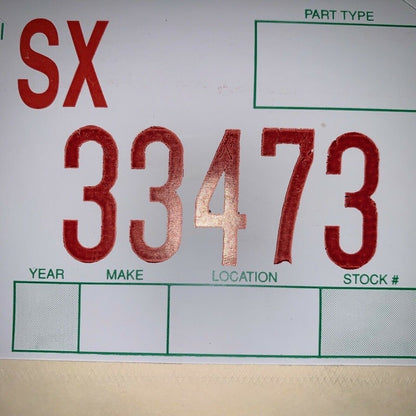 PART TYPE
SX
33473
YEAR MAKE LOCATION STOCK #